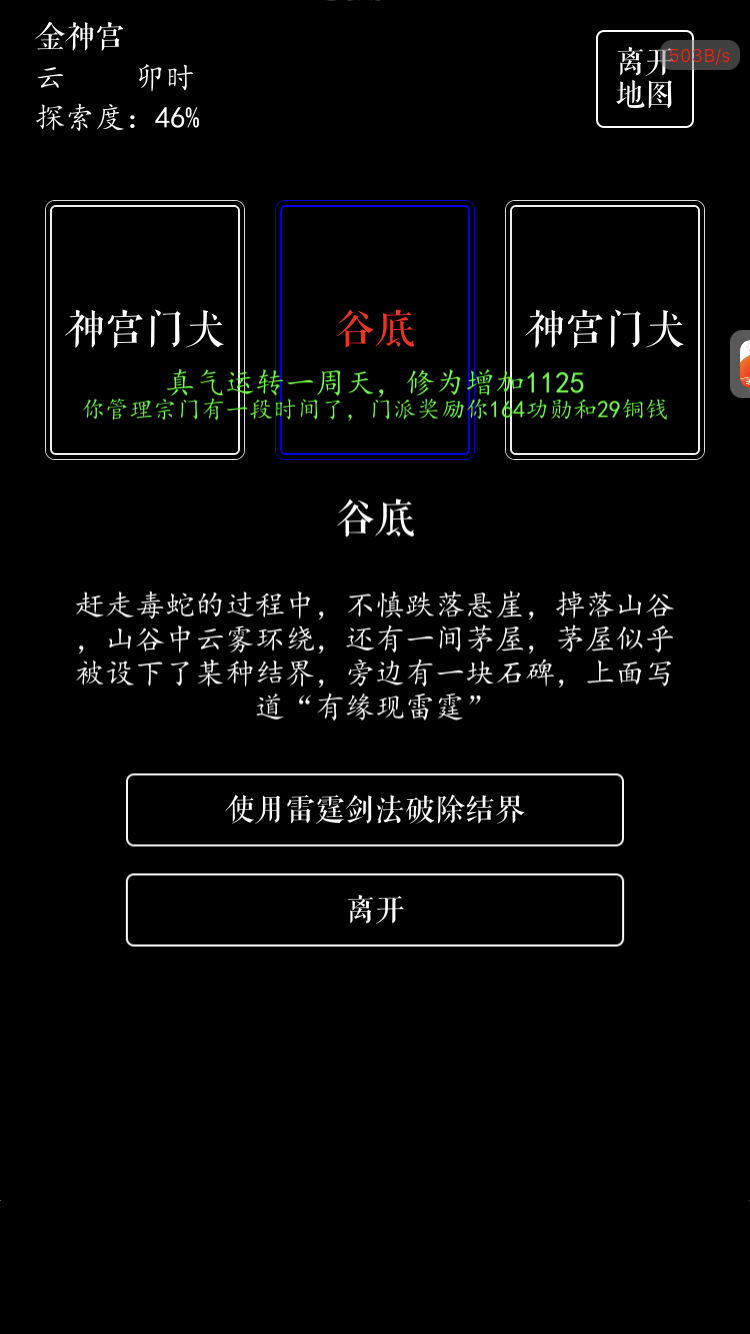 金神宫
云 卯时
探索度：46%
离开
地图
503B/s
神宫门犬
谷底
神宫门犬
真气运转一周天，修为增加1125
你管理宗门有一段时间了，门派奖励你164功勋和29铜钱
谷底
赶走毒蛇的过程中，不慎跌落悬崖，掉落山谷
，山谷中云雾环绕，还有一间茅屋，茅屋似乎
被设下了某种结界，旁边有一块石碑，上面写
道“有缘现雷霆”
使用雷霆剑法破除结界
离开